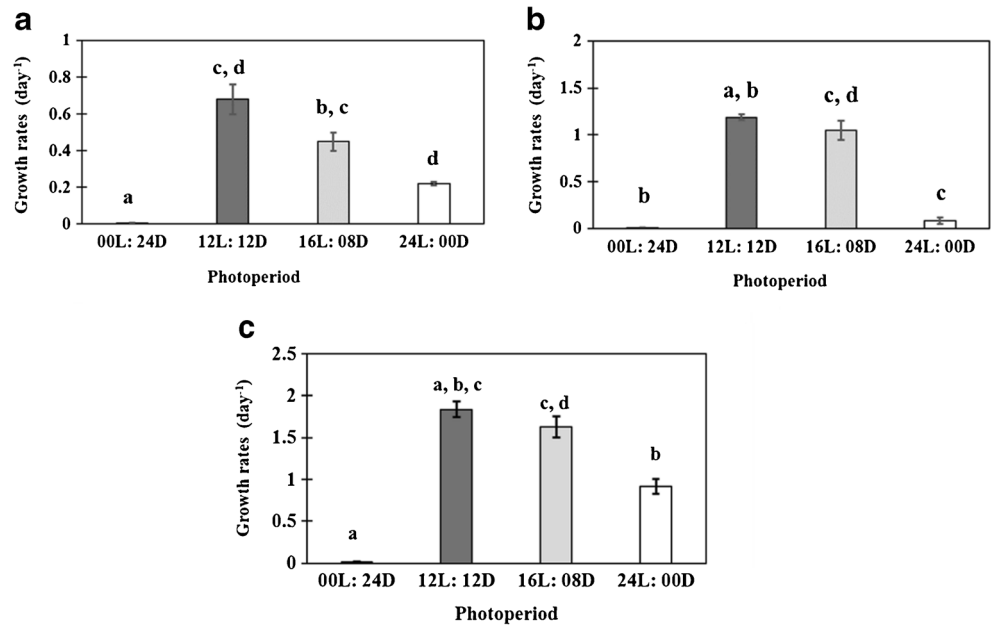 a
Growth rates (day-1)
1
0.8
0.6
0.4
0.2
0
a
c, d
b, c
d
00L: 24D 12L: 12D 16L: 08D 24L: 00D
Photoperiod
b
Growth rates (day-1)
2
1.5
1
0.5
0
b
a, b
c, d
c
00L: 24D 12L: 12D 16L: 08D 24L: 00D
Photoperiod
c
Growth rates (day-1)
2.5
2
1.5
1
0.5
0
a
a, b, c
c, d
b
00L: 24D 12L: 12D 16L: 08D 24L: 00D
Photoperiod